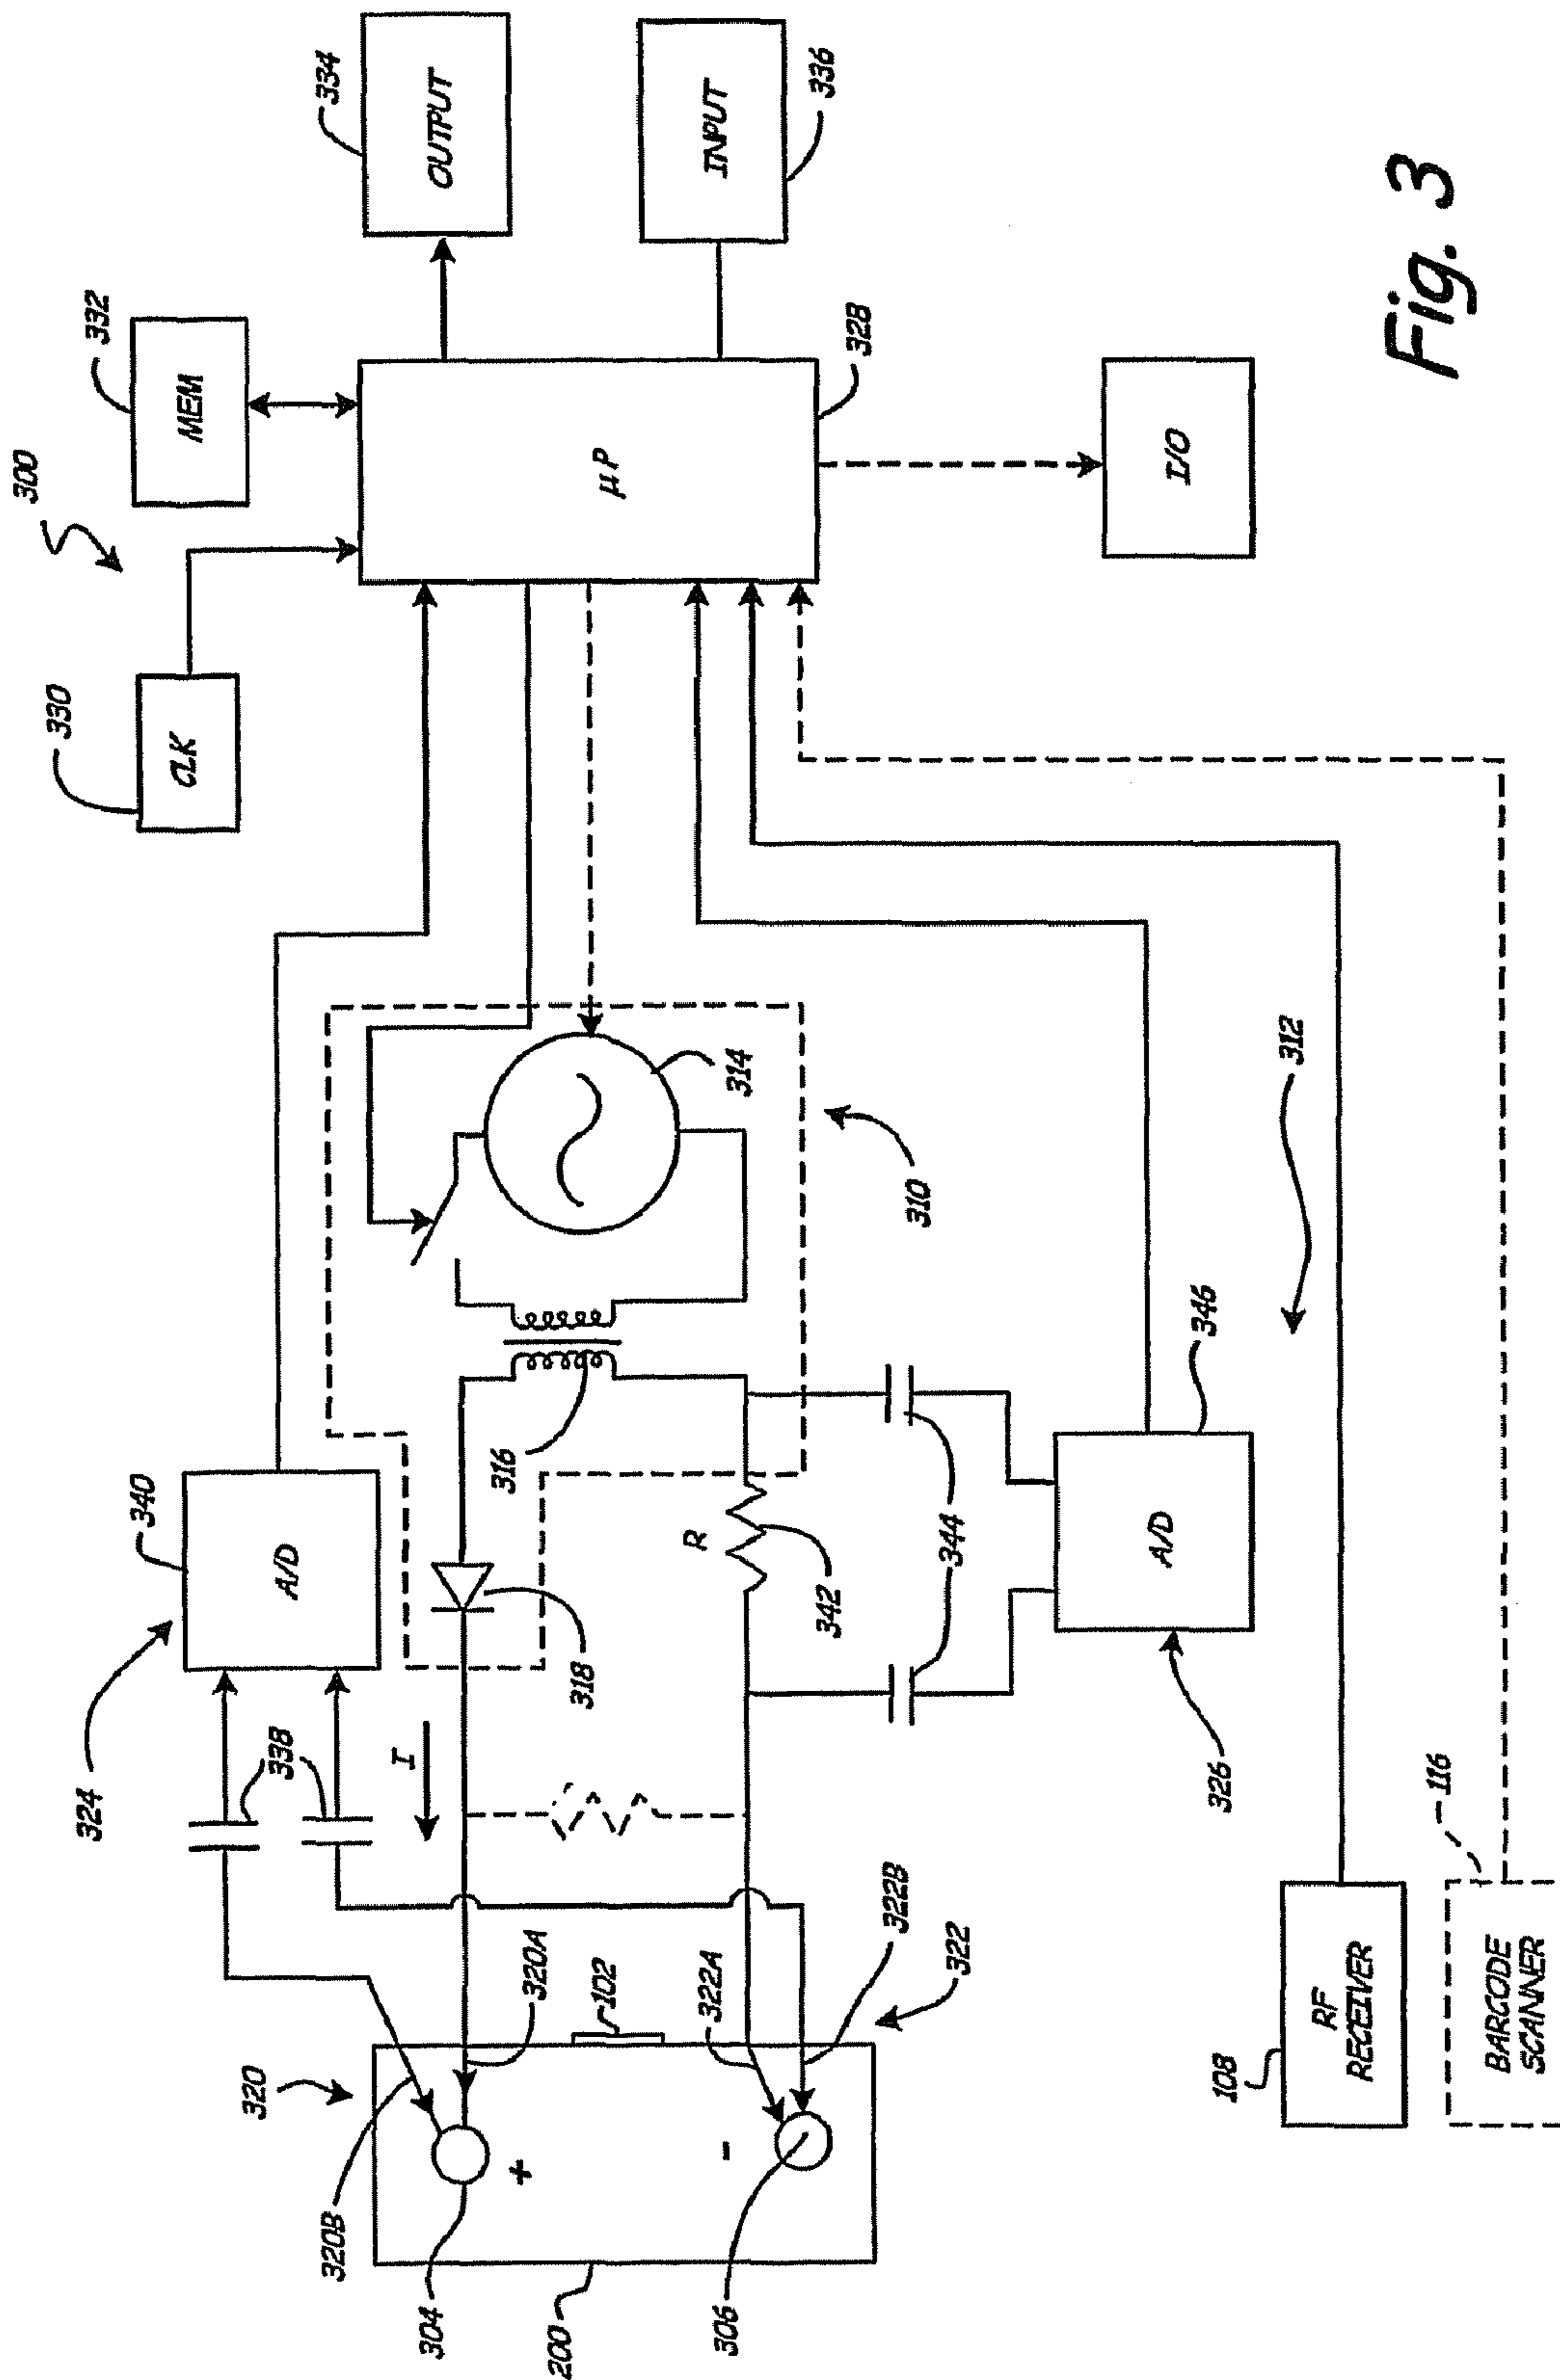 300
334
OUTPUT
332
MEM
330
CLK
INPUT
336
328
µP
I/O
340
A/D
324
338
I
318
316
314
310
R
342
344
346
A/D
326
312
320
320B
320A
102
322A
322B
322
304
+
-
306
200
108
RF
RECEIVER
116
BARCODE
SCANNER
Fig. 3